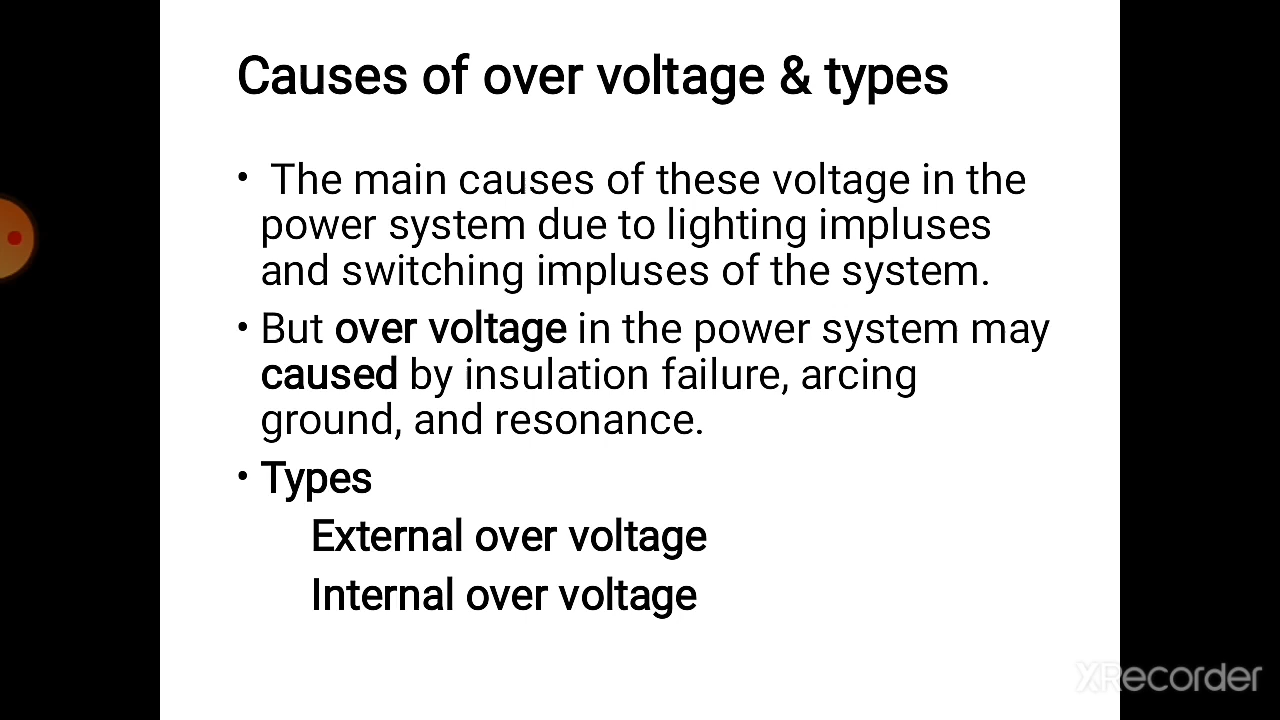 Causes of over voltage & types
• The main causes of these voltage in the
power system due to lighting impluses
and switching impluses of the system.
• But over voltage in the power system may
caused by insulation failure, arcing
ground, and resonance.
• Types
External over voltage
Internal over voltage
XRecorder